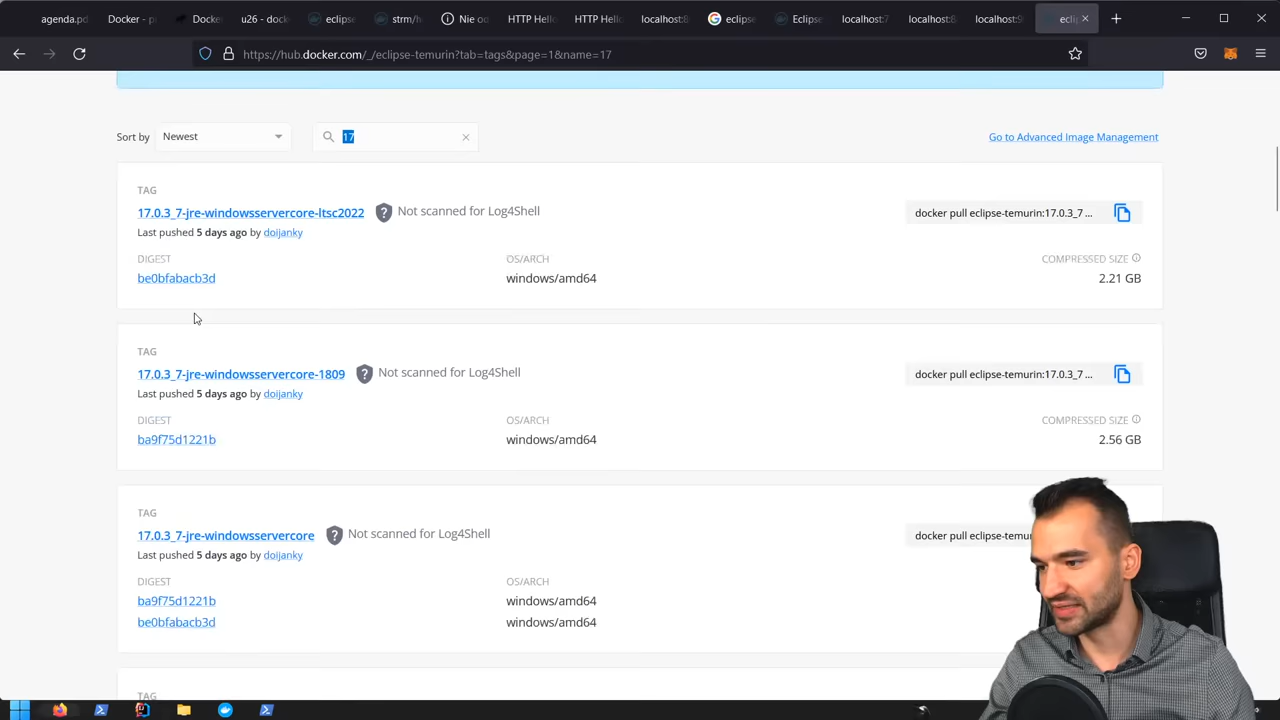 agenda.pd Docker - p Docke u26 - dock eclipse strm/h Nie od HTTP Hello HTTP Hello localhost:8 eclipse Eclipse localhost:7 localhost:8 localhost:9 eclip
https://hub.docker.com/_/eclipse-temurin?tab=tags&page=1&name=17
Sort by Newest 17 Go to Advanced Image Management
TAG
17.0.3_7-jre-windowsservercore-ltsc2022 Not scanned for Log4Shell docker pull eclipse-temurin:17.0.3_7 ...
Last pushed 5 days ago by doijanky
DIGEST OS/ARCH COMPRESSED SIZE
be0bfabacb3d windows/amd64 2.21 GB
TAG
17.0.3_7-jre-windowsservercore-1809 Not scanned for Log4Shell docker pull eclipse-temurin:17.0.3_7 ...
Last pushed 5 days ago by doijanky
DIGEST OS/ARCH COMPRESSED SIZE
ba9f75d1221b windows/amd64 2.56 GB
TAG
17.0.3_7-jre-windowsservercore Not scanned for Log4Shell docker pull eclipse-temu
Last pushed 5 days ago by doijanky
DIGEST OS/ARCH
ba9f75d1221b windows/amd64
be0bfabacb3d windows/amd64
TAG